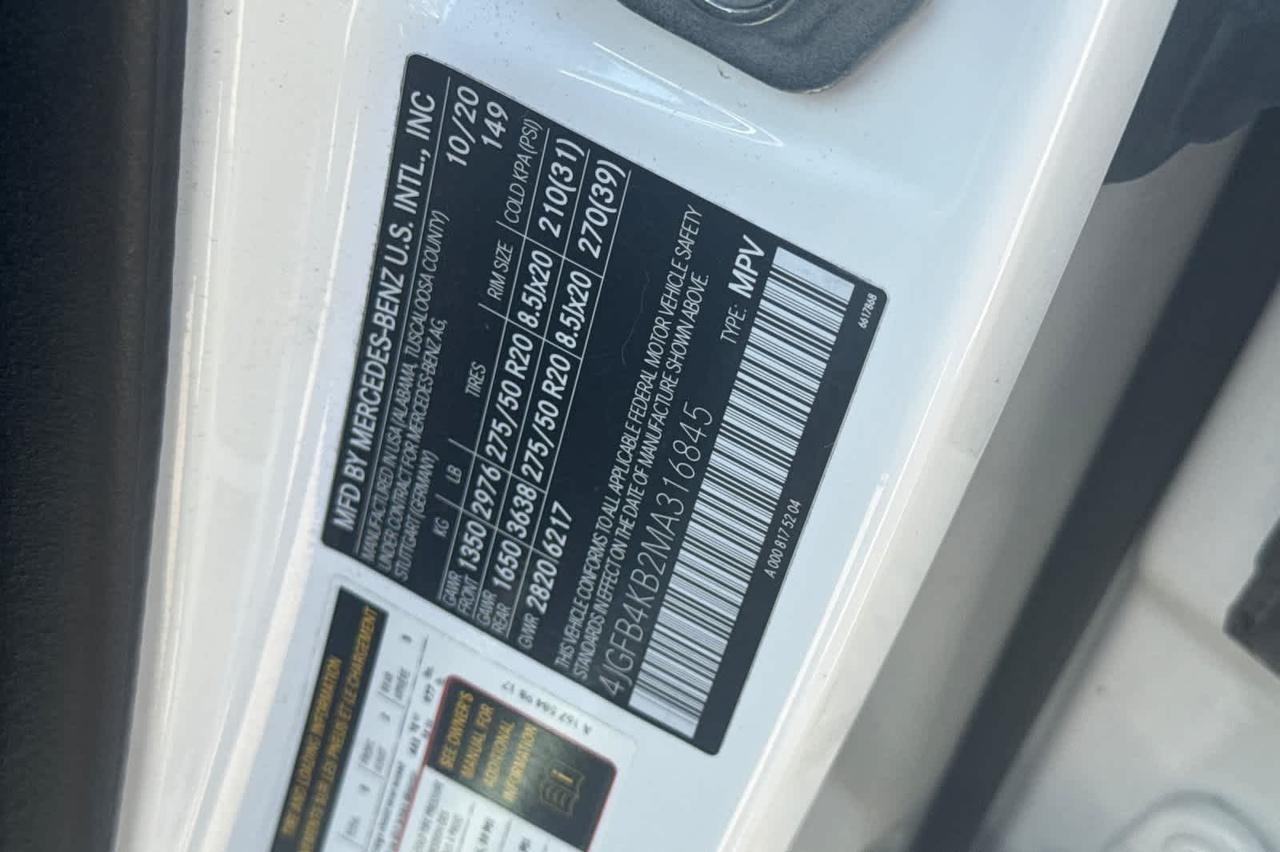 MFD BY MERCEDES-BENZ U.S. INTL., INC
MANUFACTURED IN USA (ALABAMA, TUSCALOOSA COUNTY)
UNDER CONTRACT FOR MERCEDES-BENZ AG,
STUTTGART (GERMANY)
10/20
149
KG LB TIRES RIM SIZE COLD KPA (PSI)
GAWR FRONT 1350 2976 275/50 R20 8.5Jx20 210(31)
GAWR REAR 1650 3638 275/50 R20 8.5Jx20 270(39)
GVWR 2820 6217
THIS VEHICLE CONFORMS TO ALL APPLICABLE FEDERAL MOTOR VEHICLE SAFETY
STANDARDS IN EFFECT ON THE DATE OF MANUFACTURE SHOWN ABOVE.
4JGFB4KB2MA316845 TYPE: MPV
A 000 817 52 04
6617868
TIRE AND LOADING INFORMATION
SEE OWNER'S
MANUAL FOR
ADDITIONAL
INFORMATION